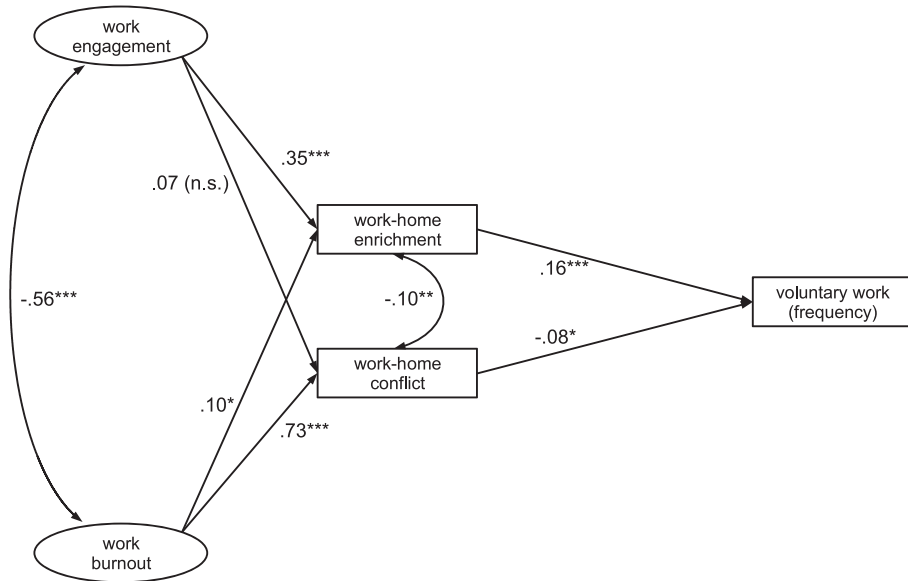 work
engagement
.35***
.07 (n.s.)
work-home
enrichment
.16***
-.56***
-.10**
voluntary work
(frequency)
-.08*
work-home
conflict
.10*
.73***
work
burnout